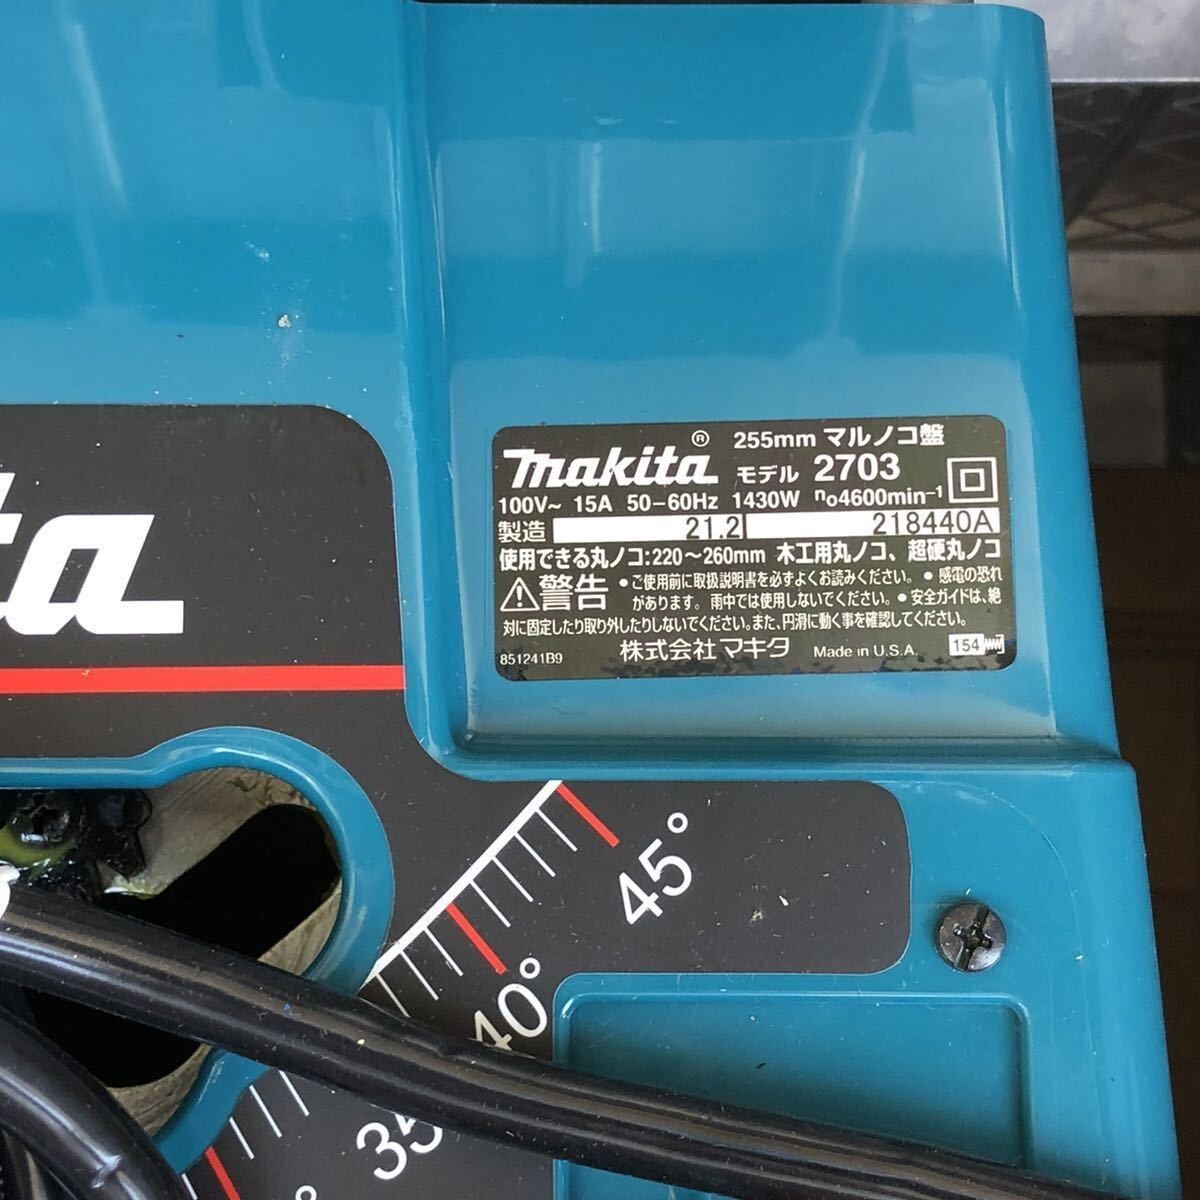 makita® 255mm マルノコ盤
モデル 2703
100V~ 15A 50-60Hz 1430W n₀4600min⁻¹
製造 21.2 218440A
使用できる丸ノコ:220~260mm 木工用丸ノコ、超硬丸ノコ
⚠警告 ●ご使用前に取扱説明書を必ずよくお読みください。●感電の恐れ
があります。雨中では使用しないでください。●安全ガイドは、絶
対に固定したり取り外したりしないでください。また、円滑に動く事を確認してください。
851241B9 株式会社マキタ Made in U.S.A. 154
ta
45°
40°
35°